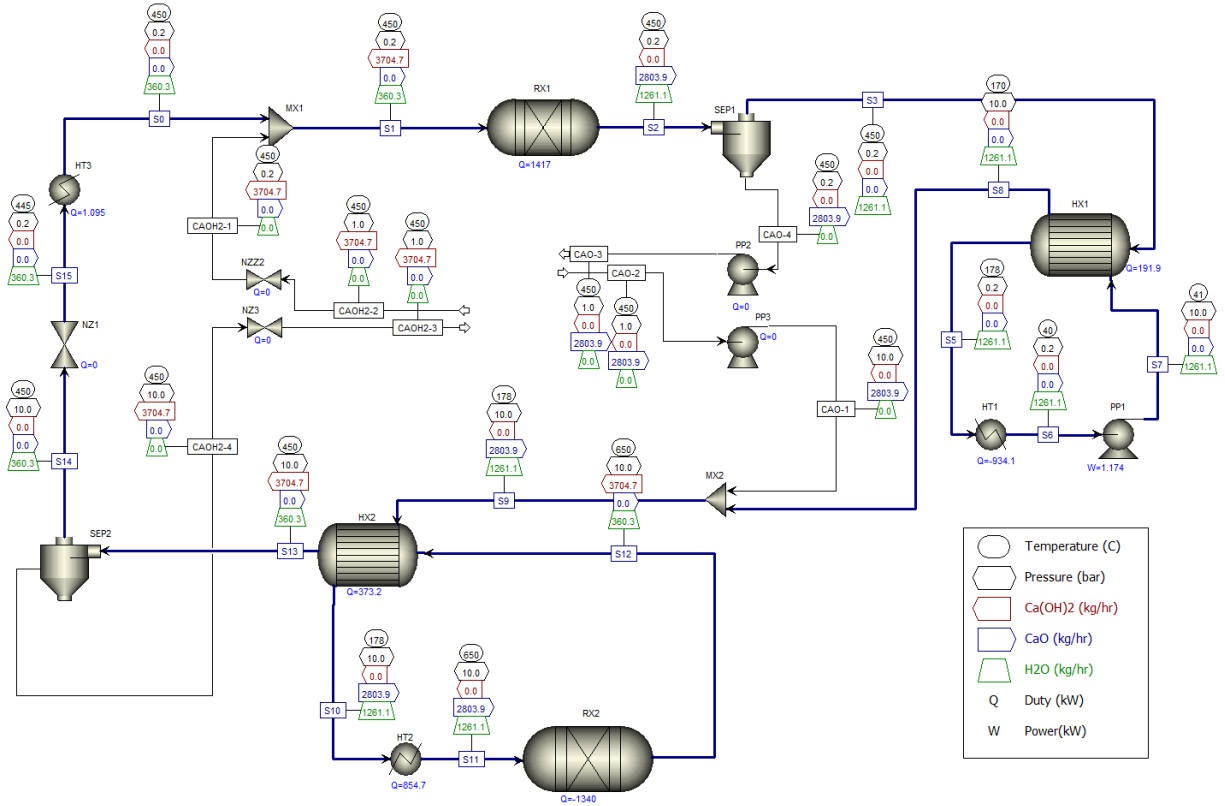 450
0.2
0.0
0.0
360.3
S0
MX1
450
0.2
3704.7
0.0
360.3
S1
RX1
Q=1417
450
0.2
0.0
2803.9
1261.1
S2
SEP1
S3
450
0.2
0.0
0.0
1261.1
170
10.0
0.0
0.0
1261.1
S8
HX1
Q=191.9
HT3
Q=1.095
445
0.2
0.0
0.0
360.3
S15
450
0.2
3704.7
0.0
0.0
CAOH2-1
NZZ2
Q=0
450
1.0
3704.7
0.0
0.0
CAOH2-2
450
1.0
3704.7
0.0
0.0
CAOH2-3
NZ3
Q=0
450
0.2
0.0
2803.9
0.0
CAO-4
PP2
Q=0
CAO-3
CAO-2
450
1.0
0.0
2803.9
0.0
450
1.0
0.0
2803.9
0.0
PP3
Q=0
450
10.0
0.0
2803.9
0.0
CAO-1
178
0.2
0.0
0.0
1261.1
S5
40
0.2
0.0
0.0
1261.1
S6
41
10.0
0.0
0.0
1261.1
S7
HT1
Q=-934.1
PP1
W=1.174
NZ1
Q=0
450
10.0
0.0
0.0
360.3
S14
450
10.0
3704.7
0.0
0.0
CAOH2-4
SEP2
450
10.0
3704.7
0.0
360.3
S13
178
10.0
0.0
2803.9
1261.1
S9
650
10.0
3704.7
0.0
360.3
S12
MX2
HX2
Q=373.2
178
10.0
0.0
2803.9
1261.1
S10
HT2
Q=854.7
650
10.0
0.0
2803.9
1261.1
S11
RX2
Q=-1340
Temperature (C)
Pressure (bar)
Ca(OH)2 (kg/hr)
CaO (kg/hr)
H2O (kg/hr)
Q Duty (kW)
W Power(kW)